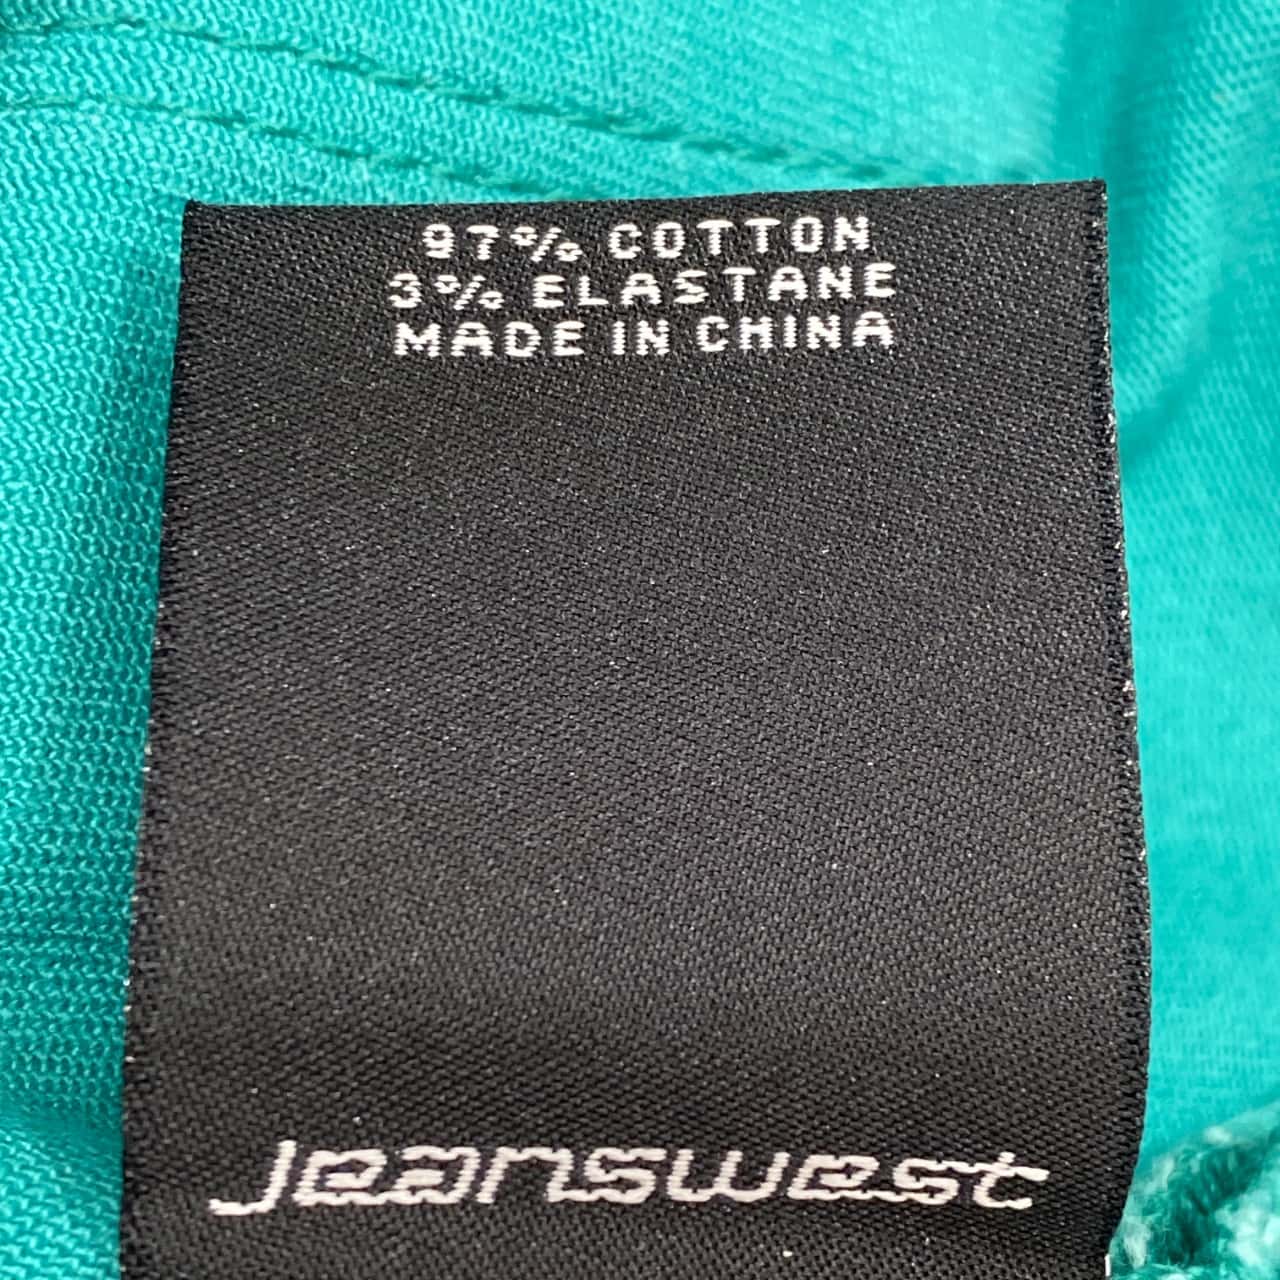 97% COTTON
3% ELASTANE
MADE IN CHINA
jeanswest